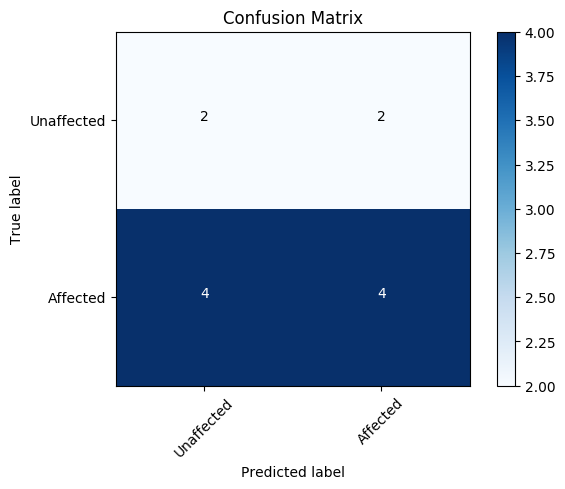 Confusion Matrix
True label
Unaffected
2 2
Affected
4 4
Unaffected Affected
Predicted label
4.00
3.75
3.50
3.25
3.00
2.75
2.50
2.25
2.00